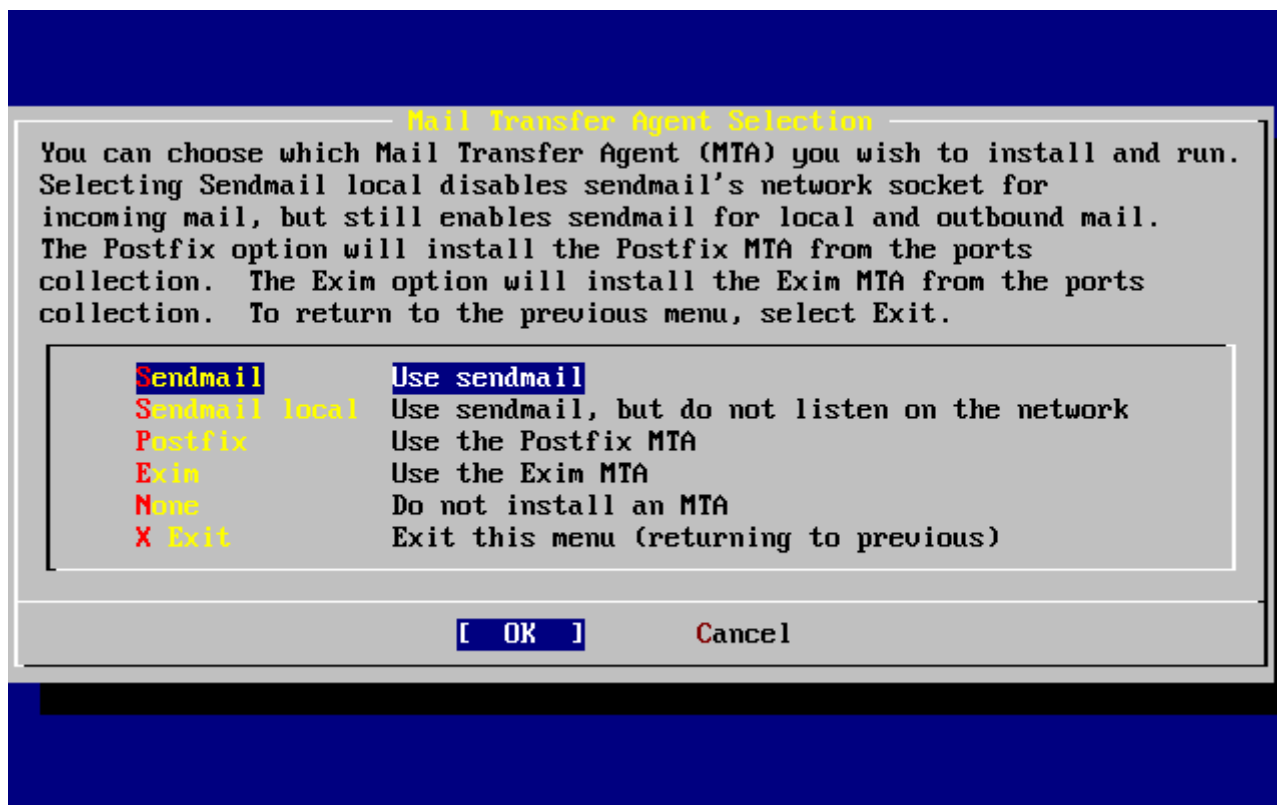 Mail Transfer Agent Selection
You can choose which Mail Transfer Agent (MTA) you wish to install and run.
Selecting Sendmail local disables sendmail's network socket for
incoming mail, but still enables sendmail for local and outbound mail.
The Postfix option will install the Postfix MTA from the ports
collection.  The Exim option will install the Exim MTA from the ports
collection.  To return to the previous menu, select Exit.
Sendmail Use sendmail
Sendmail local Use sendmail, but do not listen on the network
Postfix Use the Postfix MTA
Exim Use the Exim MTA
None Do not install an MTA
X Exit Exit this menu (returning to previous)
[ OK ] Cancel